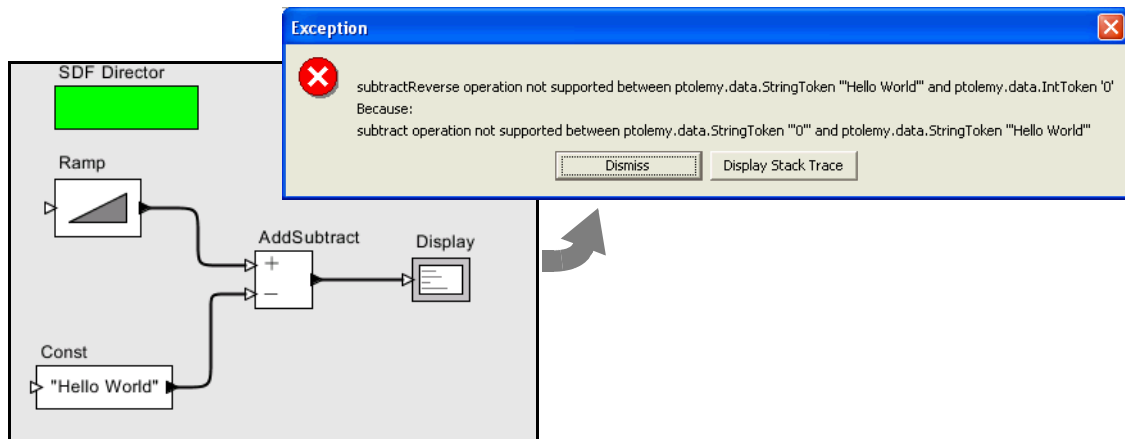 Exception
subtractReverse operation not supported between ptolemy.data.StringToken '"Hello World"' and ptolemy.data.IntToken '0'
Because:
subtract operation not supported between ptolemy.data.StringToken '"0"' and ptolemy.data.StringToken '"Hello World"'
Dismiss
Display Stack Trace
SDF Director
Ramp
AddSubtract
+
−
Display
Const
"Hello World"